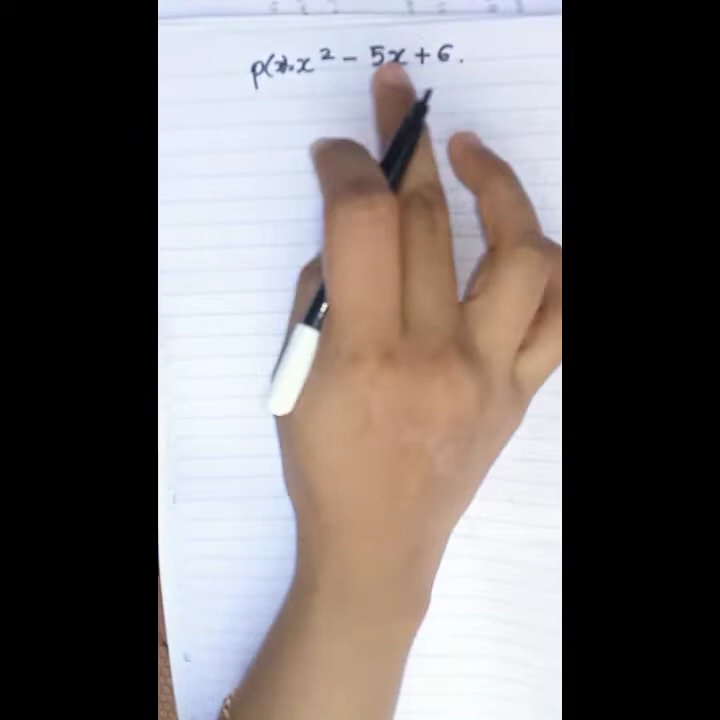 p(x)=x² - 5x + 6.